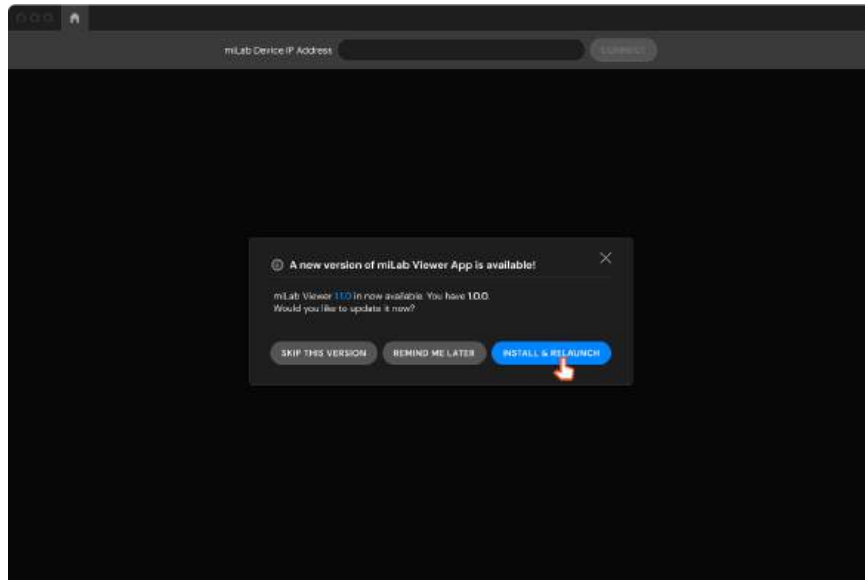 miLab Device IP Address
CONNECT
A new version of miLab Viewer App is available!
miLab Viewer 1.1.0 in now available. You have 1.0.0.
Would you like to update it now?
SKIP THIS VERSION
REMIND ME LATER
INSTALL & RELAUNCH